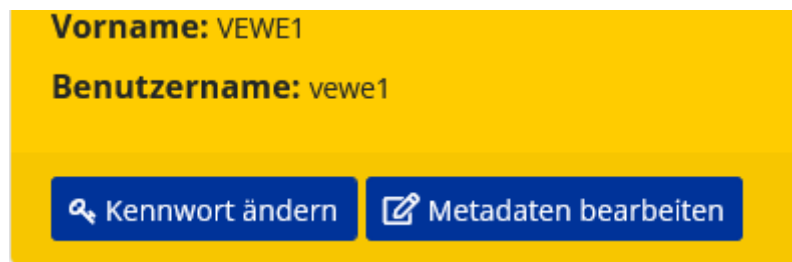 Vorname: VEWE1
Benutzername: vewe1
Kennwort ändern Metadaten bearbeiten